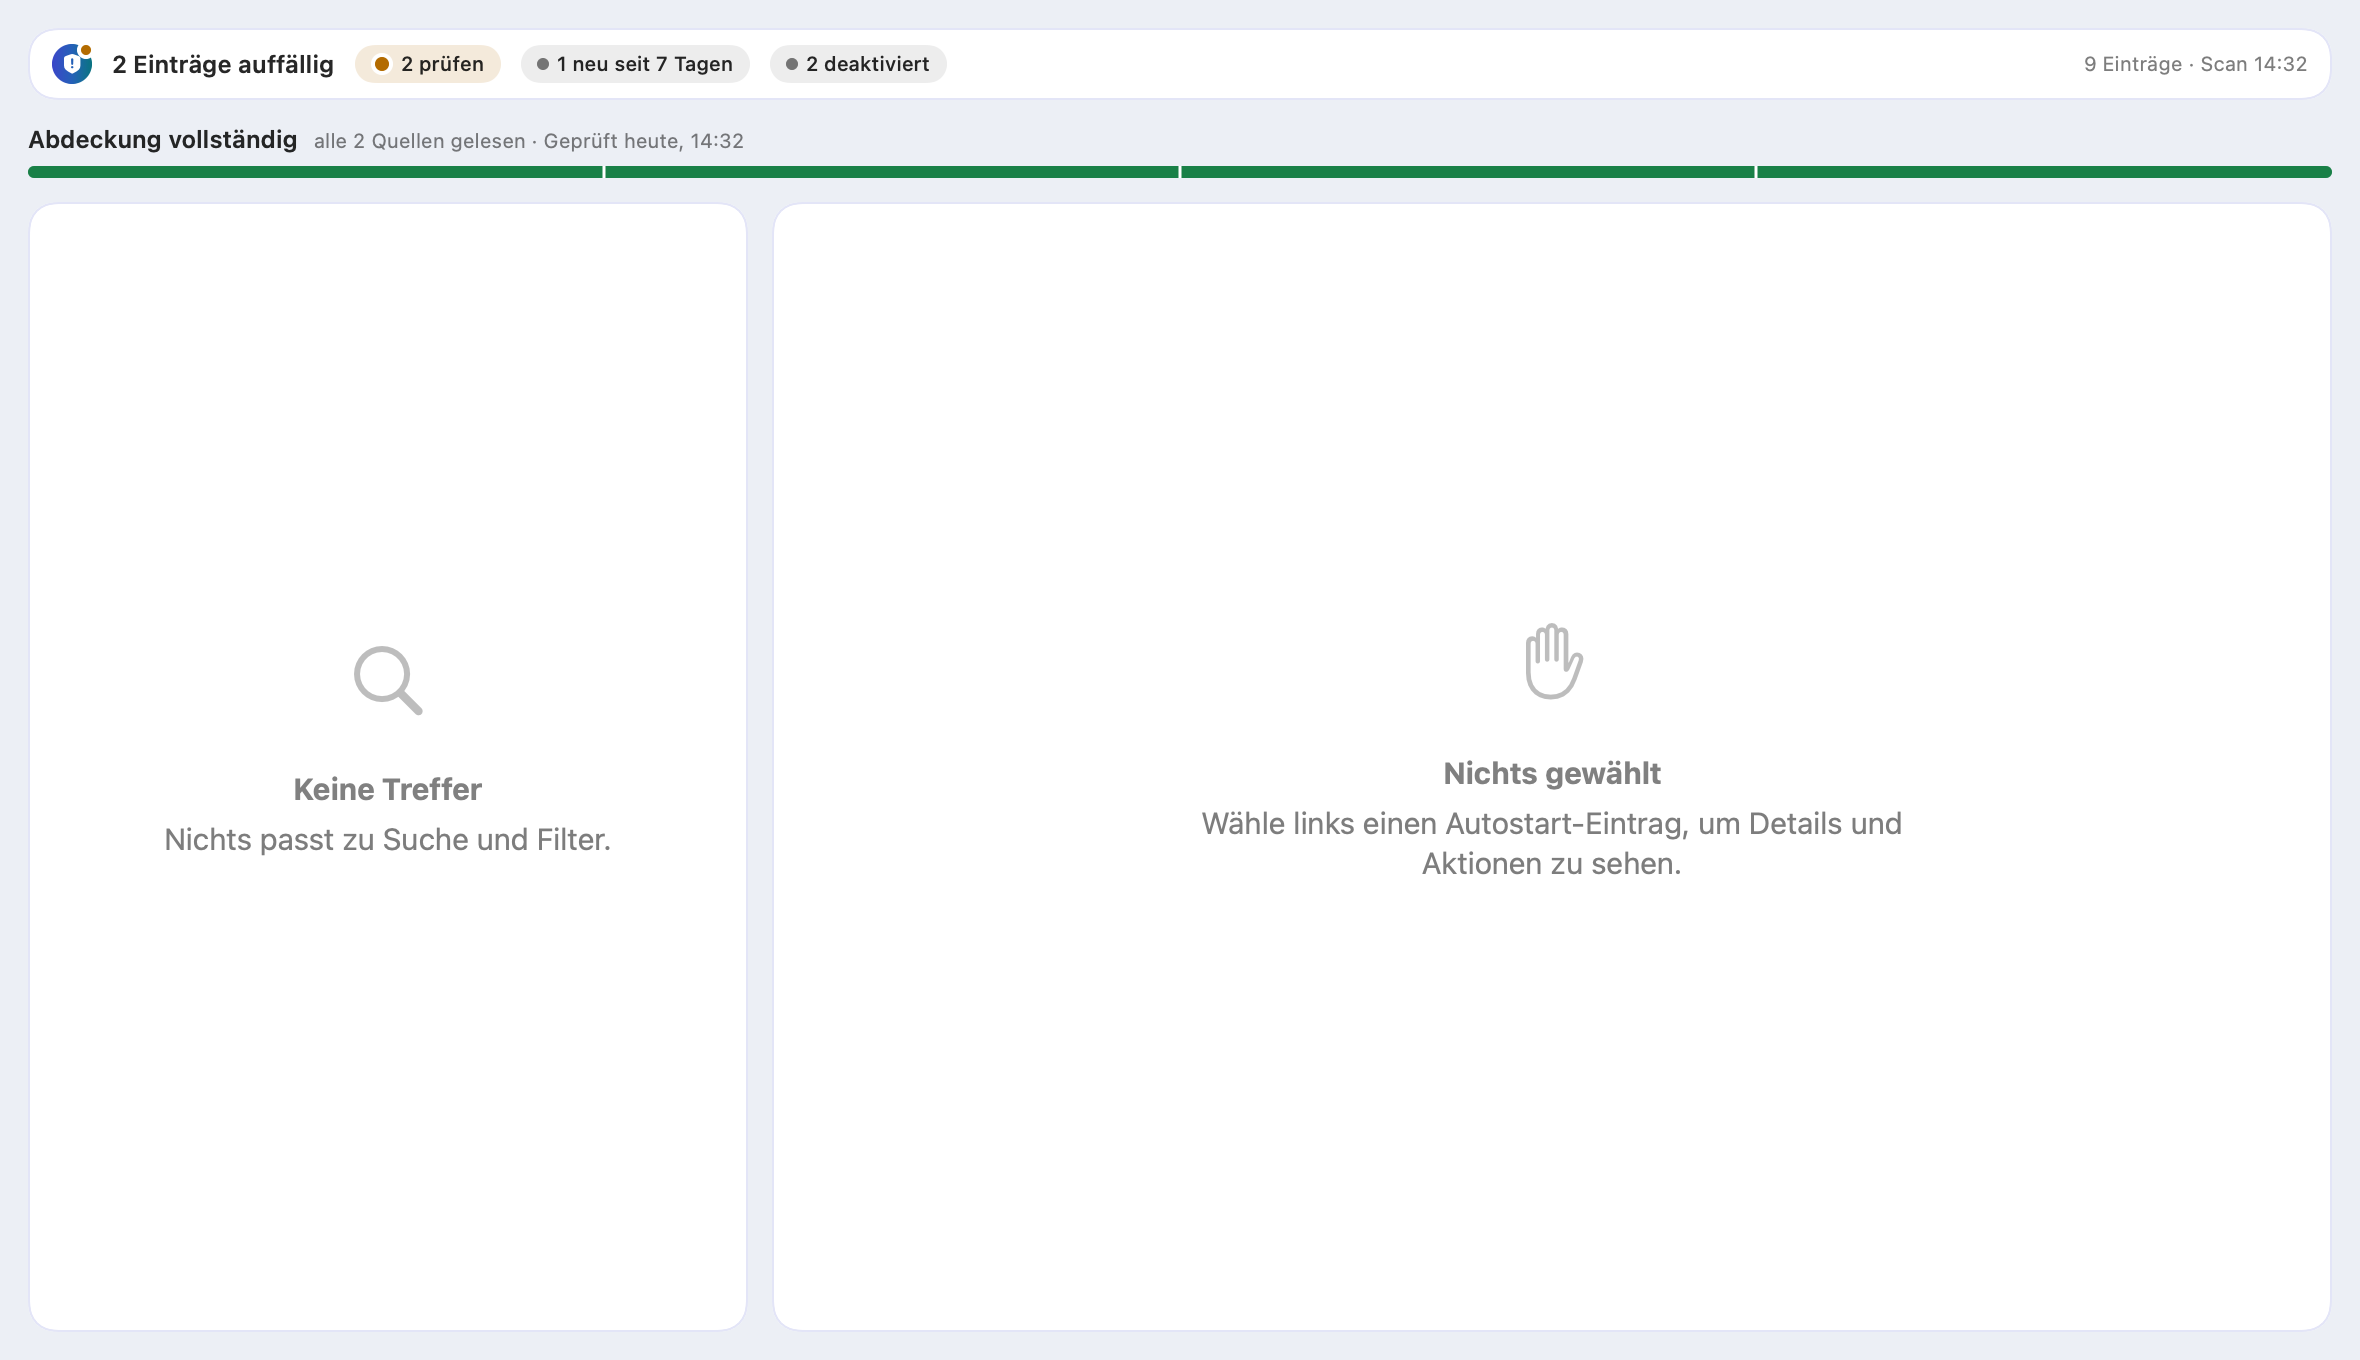 2 Einträge auffällig
2 prüfen
1 neu seit 7 Tagen
2 deaktiviert
9 Einträge · Scan 14:32
Abdeckung vollständig
alle 2 Quellen gelesen · Geprüft heute, 14:32
Keine Treffer
Nichts passt zu Suche und Filter.
Nichts gewählt
Wähle links einen Autostart-Eintrag, um Details und
Aktionen zu sehen.